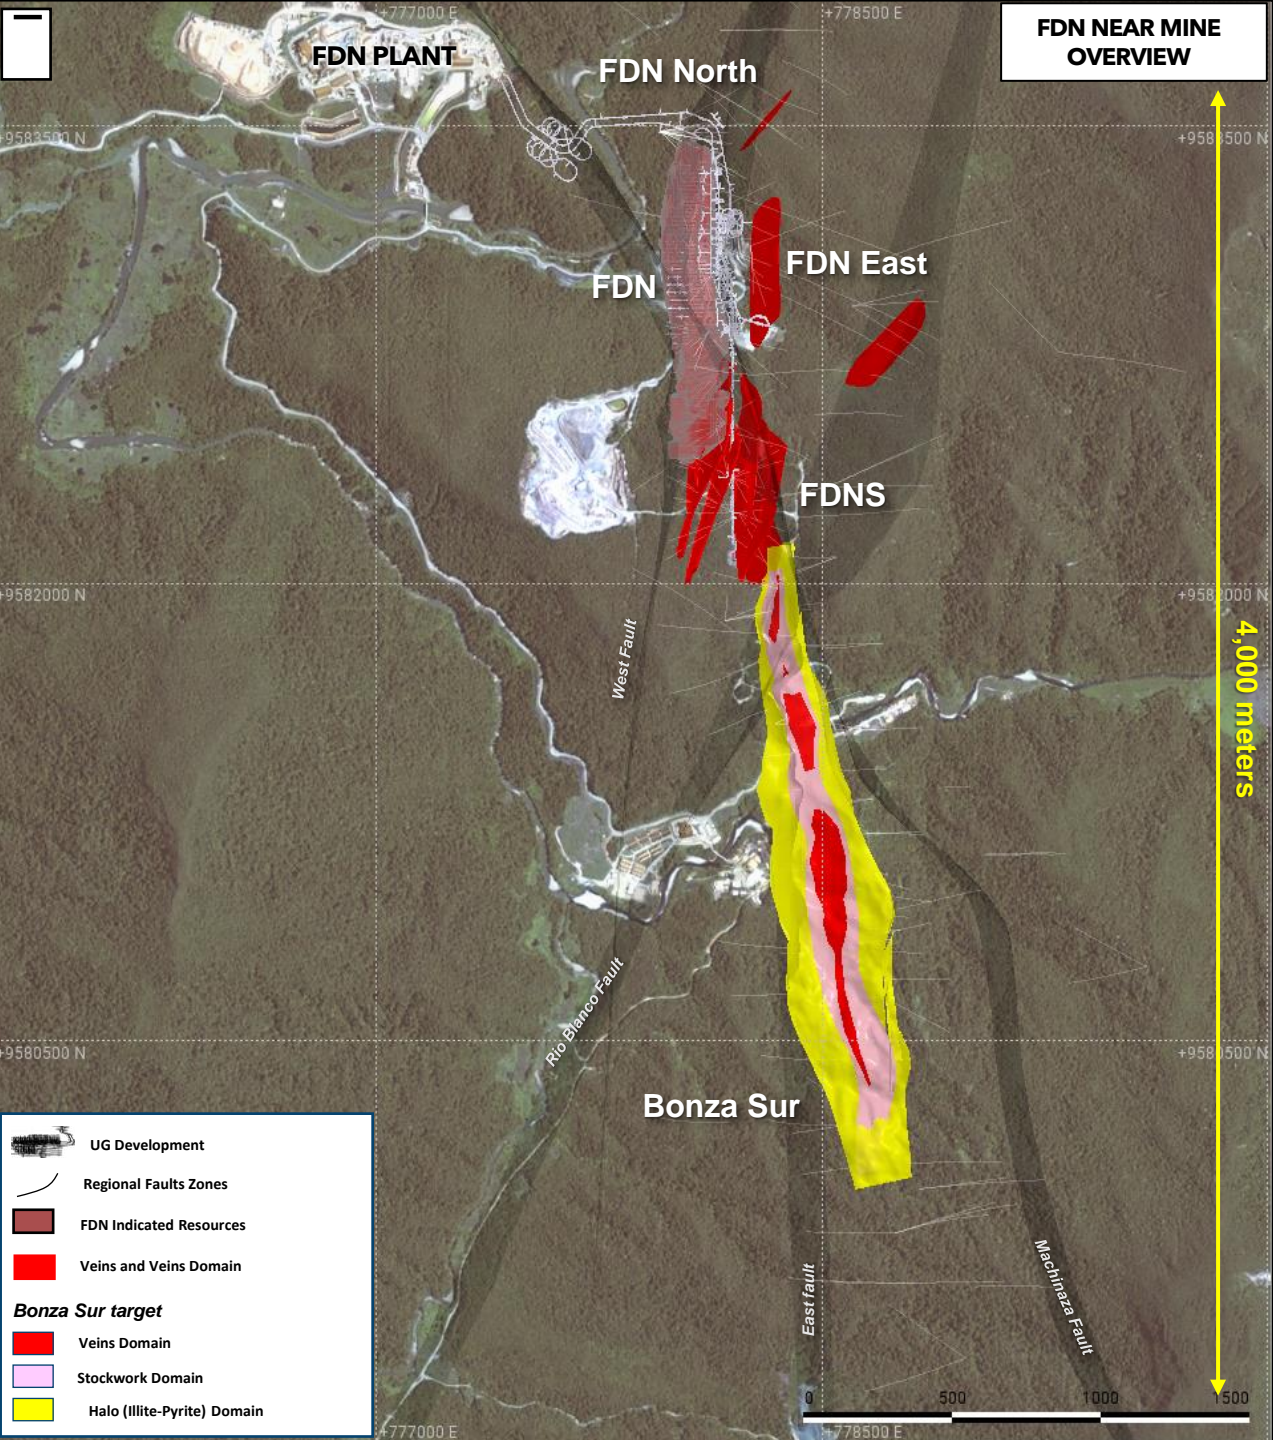 +777000 E
+778500 E
FDN NEAR MINE
OVERVIEW
FDN PLANT
FDN North
+9583500 N
+9583500 N
FDN East
FDN
FDNS
+9582000 N
+9582000 N
West Fault
4,000 meters
Rio Blanco Fault
+9580500 N
+9580500 N
Bonza Sur
UG Development
Regional Faults Zones
FDN Indicated Resources
Veins and Veins Domain
Bonza Sur target
Veins Domain
Stockwork Domain
Halo (Illite-Pyrite) Domain
East fault
Machinaza Fault
0 500 1000 1500
+777000 E
+778500 E